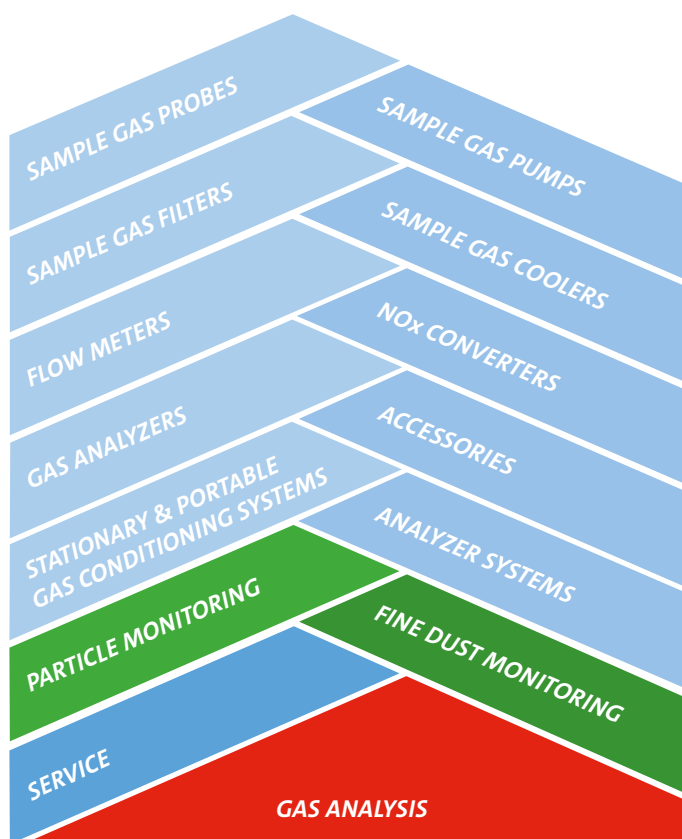 SAMPLE GAS PROBES
SAMPLE GAS PUMPS
SAMPLE GAS FILTERS
SAMPLE GAS COOLERS
FLOW METERS
NOx CONVERTERS
GAS ANALYZERS
ACCESSORIES
STATIONARY & PORTABLE
GAS CONDITIONING SYSTEMS
ANALYZER SYSTEMS
PARTICLE MONITORING
FINE DUST MONITORING
SERVICE
GAS ANALYSIS